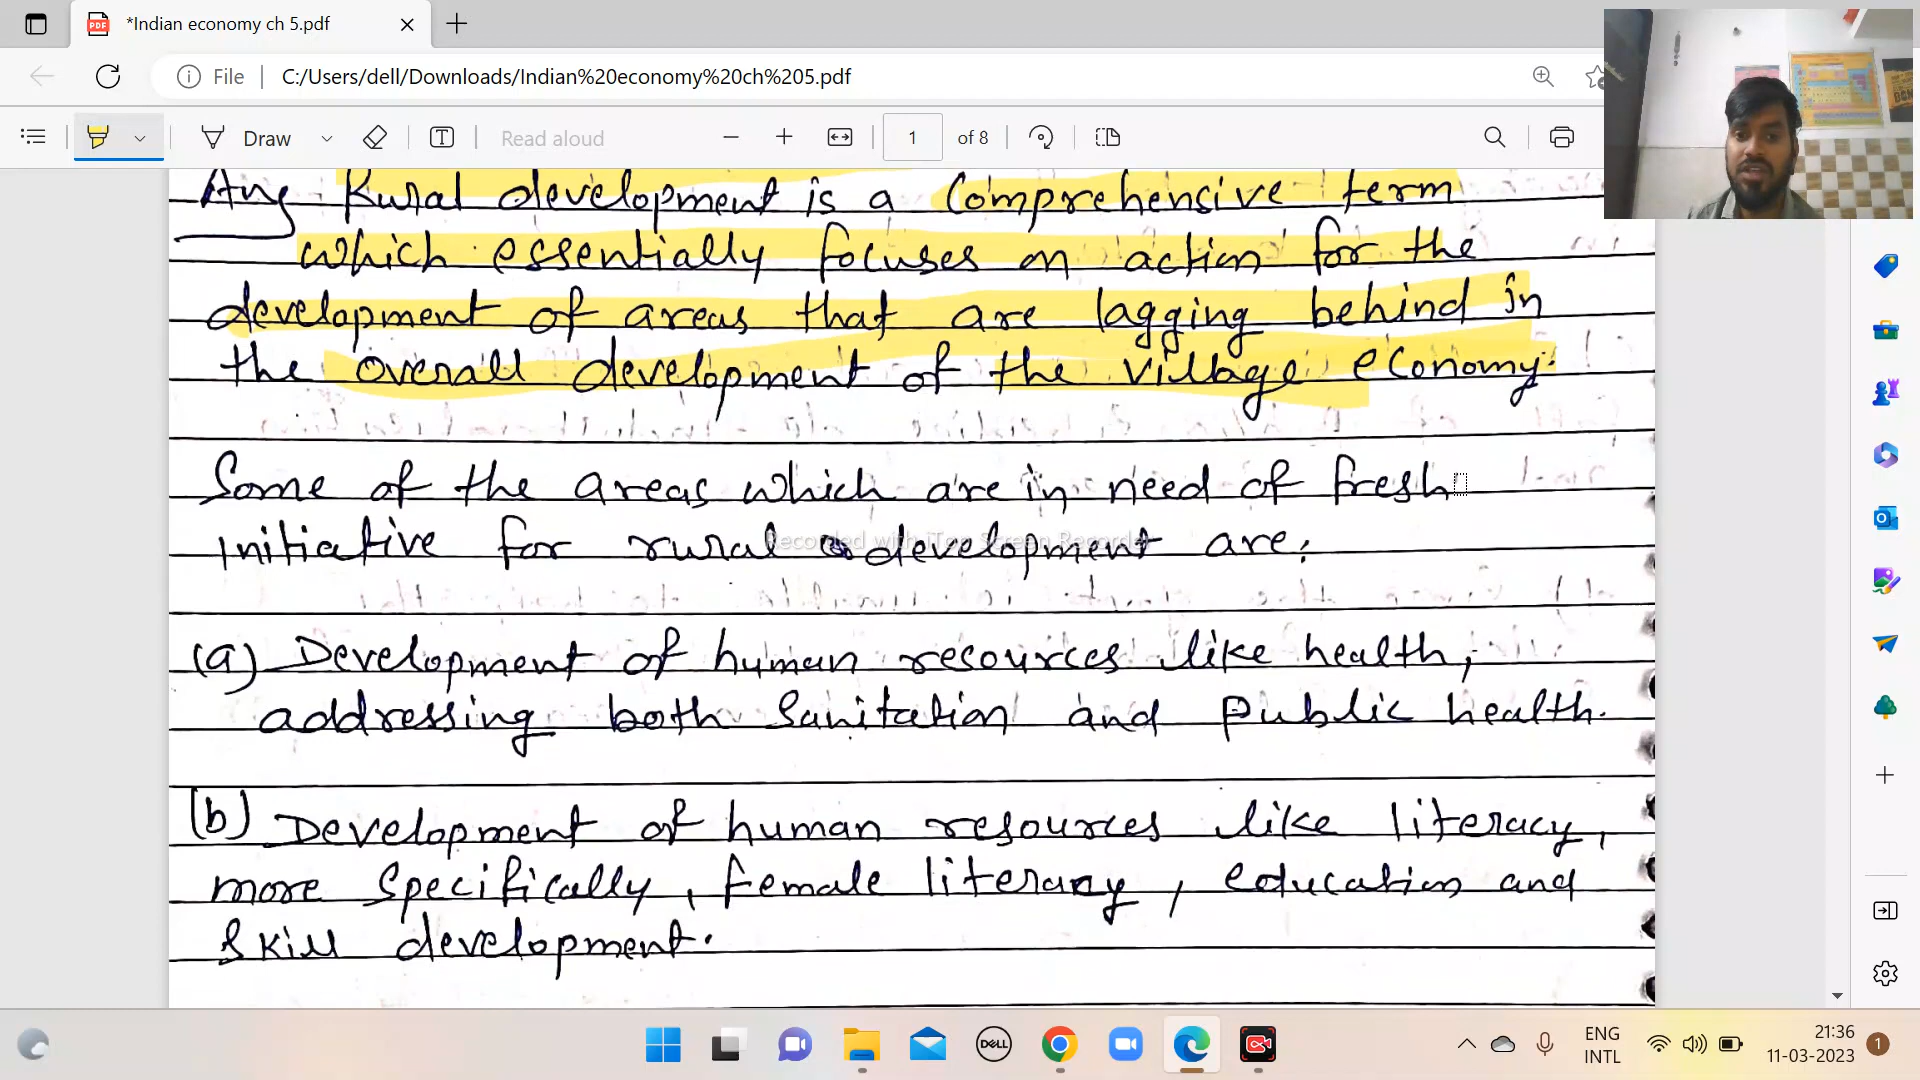 *Indian economy ch 5.pdf
File C:/Users/dell/Downloads/Indian%20economy%20ch%205.pdf
Draw Read aloud 1 of 8
Ans Rural development is a comprehensive term
which essentially focuses on action for the
development of areas that are lagging behind in
the overall development of the village economy.
Some of the areas which are in need of fresh
initiative for rural development are:
Recorded with iTop Screen Recorder
(a) Development of human resources like health,
addressing both sanitation and public health.
(b) Development of human resources like literacy,
more specifically, female literacy, education and
skill development.
DELL
ENG
INTL
21:36
11-03-2023
1